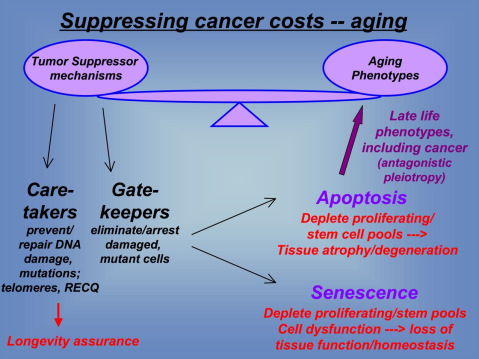 Suppressing cancer costs -- aging
Tumor Suppressor
mechanisms
Aging
Phenotypes
Late life
phenotypes,
including cancer
(antagonistic
pleiotropy)
Care-
takers
prevent/
repair DNA
damage,
mutations;
telomeres, RECQ
Longevity assurance
Gate-
keepers
eliminate/arrest
damaged,
mutant cells
Apoptosis
Deplete proliferating/
stem cell pools --->
Tissue atrophy/degeneration
Senescence
Deplete proliferating/stem pools
Cell dysfunction ---> loss of
tissue function/homeostasis